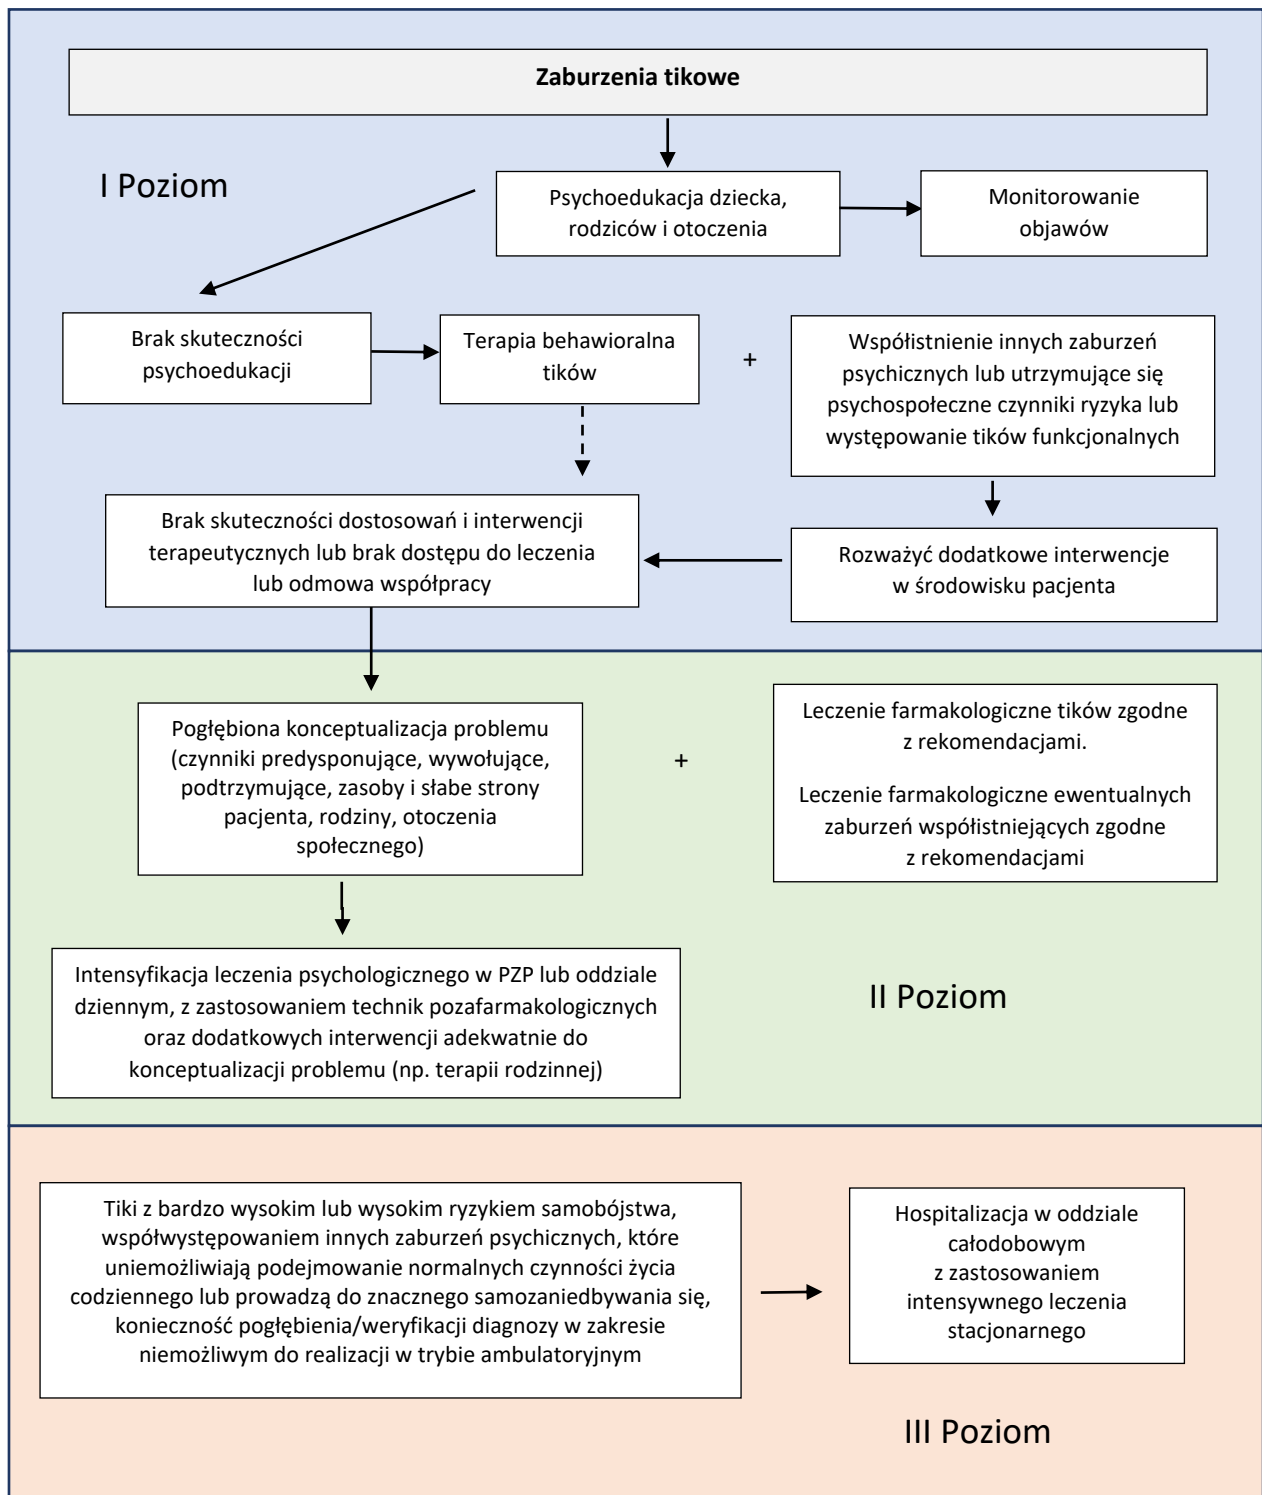 Zaburzenia tikowe
I Poziom
Psychoedukacja dziecka,
rodziców i otoczenia
Monitorowanie
objawów
Brak skuteczności
psychoedukacji
Terapia behawioralna
tików
+
Współistnienie innych zaburzeń
psychicznych lub utrzymujące się
psychospołeczne czynniki ryzyka lub
występowanie tików funkcjonalnych
Brak skuteczności dostosowań i interwencji
terapeutycznych lub brak dostępu do leczenia
lub odmowa współpracy
Rozważyć dodatkowe interwencje
w środowisku pacjenta
Pogłębiona konceptualizacja problemu
(czynniki predysponujące, wywołujące,
podtrzymujące, zasoby i słabe strony
pacjenta, rodziny, otoczenia
społecznego)
+
Leczenie farmakologiczne tików zgodne
z rekomendacjami.
Leczenie farmakologiczne ewentualnych
zaburzeń współistniejących zgodne
z rekomendacjami
Intensyfikacja leczenia psychologicznego w PZP lub oddziale
dziennym, z zastosowaniem technik pozafarmakologicznych
oraz dodatkowych interwencji adekwatnie do
konceptualizacji problemu (np. terapii rodzinnej)
II Poziom
Tiki z bardzo wysokim lub wysokim ryzykiem samobójstwa,
współwystępowaniem innych zaburzeń psychicznych, które
uniemożliwiają podejmowanie normalnych czynności życia
codziennego lub prowadzą do znacznego samozaniedbywania się,
konieczność pogłębienia/weryfikacji diagnozy w zakresie
niemożliwym do realizacji w trybie ambulatoryjnym
Hospitalizacja w oddziale
całodobowym
z zastosowaniem
intensywnego leczenia
stacjonarnego
III Poziom